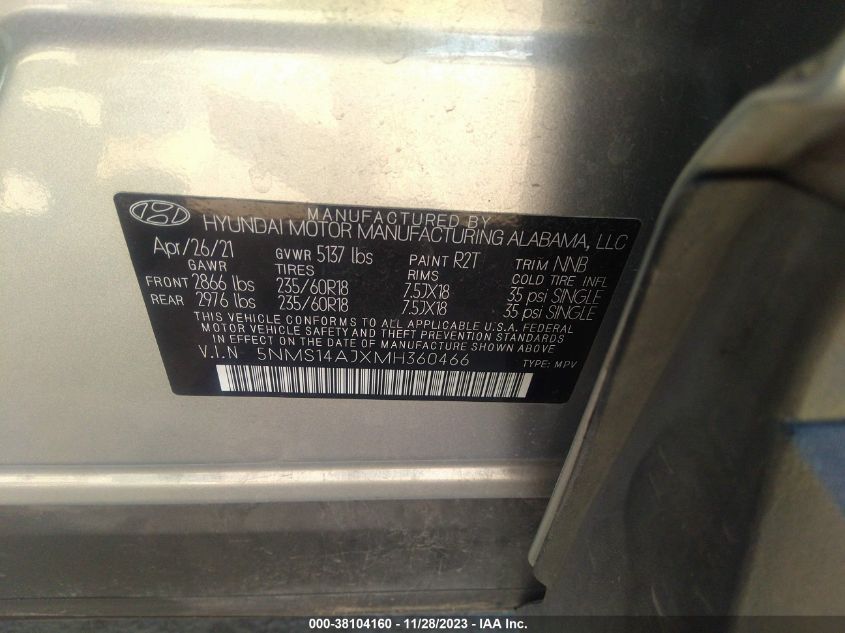 MANUFACTURED BY
HYUNDAI MOTOR MANUFACTURING ALABAMA, LLC
Apr/26/21 GVWR 5137 lbs PAINT R2T TRIM NNB
GAWR TIRES RIMS COLD TIRE INFL
FRONT 2866 lbs 235/60R18 7.5JX18 35 psi SINGLE
REAR 2976 lbs 235/60R18 7.5JX18 35 psi SINGLE
THIS VEHICLE CONFORMS TO ALL APPLICABLE U.S.A. FEDERAL
MOTOR VEHICLE SAFETY AND THEFT PREVENTION STANDARDS
IN EFFECT ON THE DATE OF MANUFACTURE SHOWN ABOVE
V.I.N 5NMS14AJXMH360466
TYPE: MPV
000-38104160 - 11/28/2023 - IAA Inc.